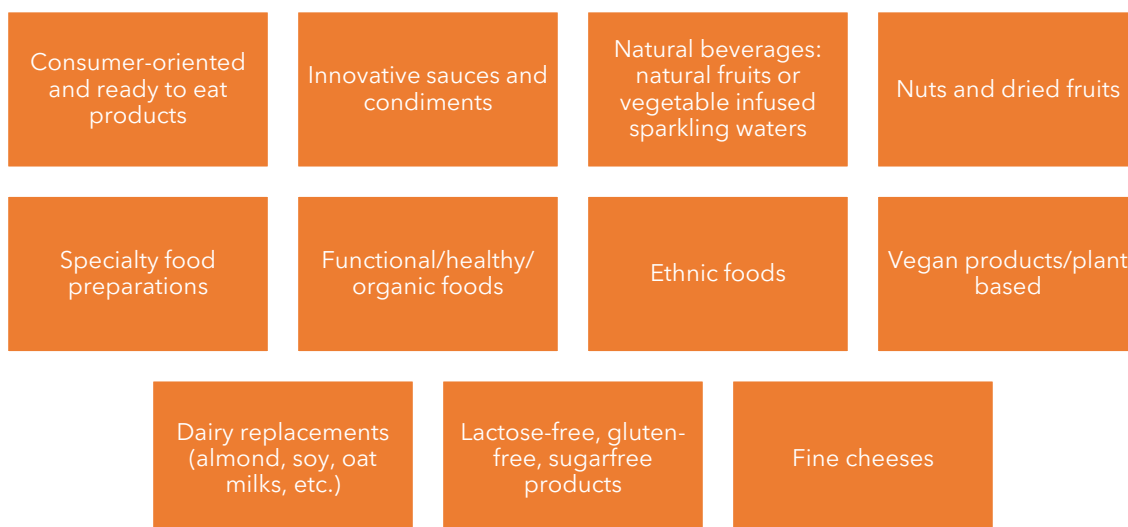 Consumer-oriented
and ready to eat
products
Innovative sauces and
condiments
Natural beverages:
natural fruits or
vegetable infused
sparkling waters
Nuts and dried fruits
Specialty food
preparations
Functional/healthy/
organic foods
Ethnic foods
Vegan products/plant
based
Dairy replacements
(almond, soy, oat
milks, etc.)
Lactose-free, gluten-
free, sugarfree
products
Fine cheeses